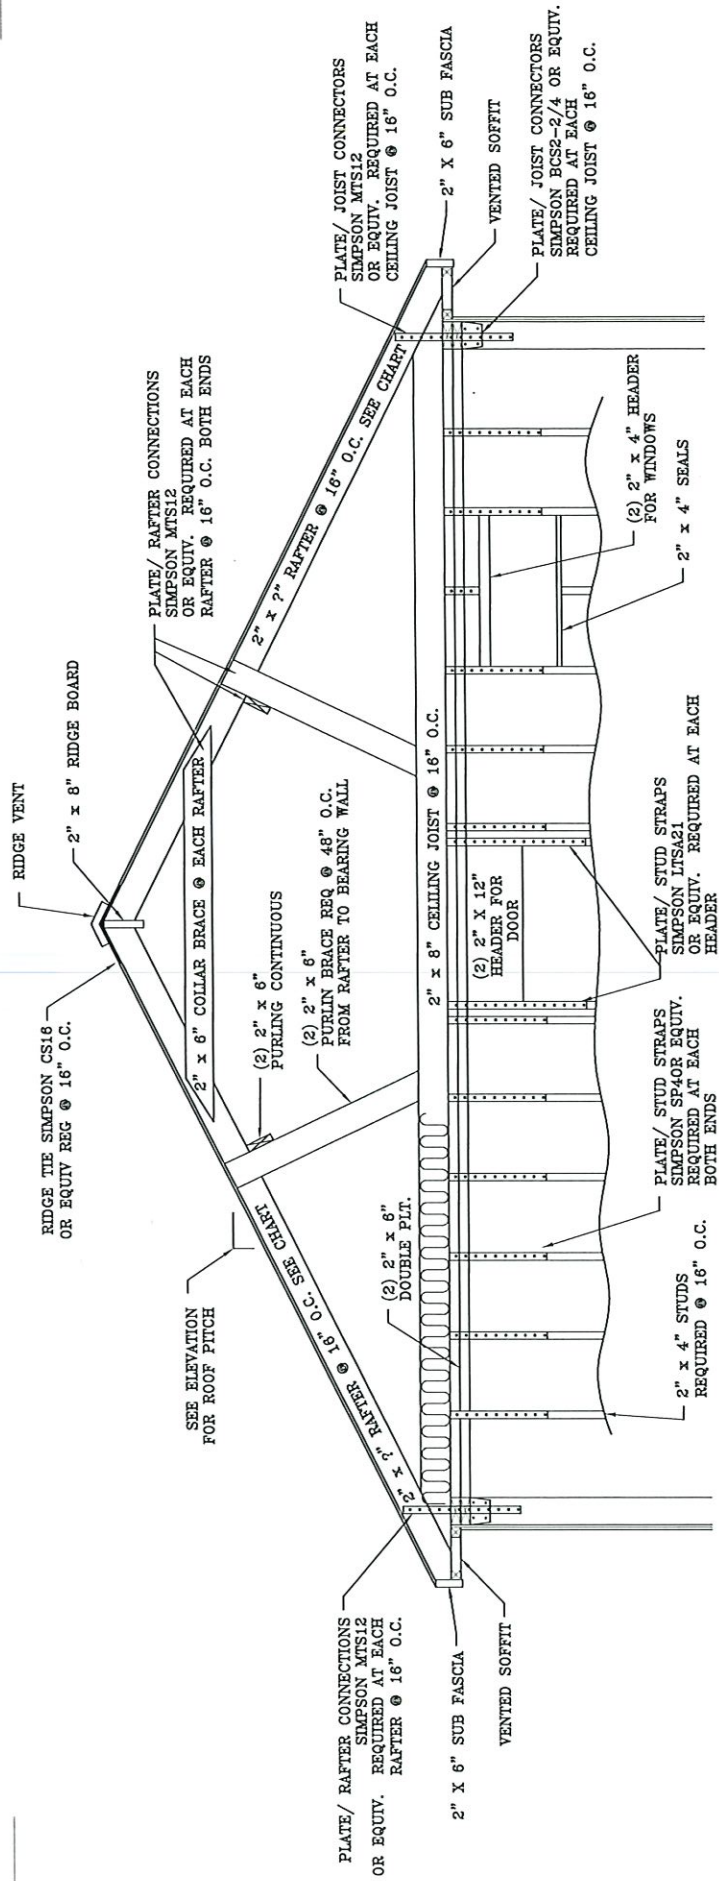 RIDGE VENT
2" x 8" RIDGE BOARD
RIDGE TIE SIMPSON CS16
OR EQUIV REG @ 16" O.C.
PLATE/ RAFTER CONNECTIONS
SIMPSON MTS12
OR EQUIV. REQUIRED AT EACH
RAFTER @ 16" O.C. BOTH ENDS
SEE ELEVATION
FOR ROOF PITCH
2" x 6" COLLAR BRACE @ EACH RAFTER
(2) 2" x 6"
PURLING CONTINUOUS
(2) 2" x 6"
PURLIN BRACE REQ @ 48" O.C.
FROM RAFTER TO BEARING WALL
2" x ?" RAFTER @ 16" O.C. SEE CHART
2" x ?" RAFTER @ 16" O.C. SEE CHART
PLATE/ JOIST CONNECTORS
SIMPSON MTS12
OR EQUIV. REQUIRED AT EACH
CEILING JOIST @ 16" O.C.
PLATE/ RAFTER CONNECTIONS
SIMPSON MTS12
OR EQUIV. REQUIRED AT EACH
RAFTER @ 16" O.C.
2" X 6" SUB FASCIA
2" X 6" SUB FASCIA
VENTED SOFFIT
VENTED SOFFIT
PLATE/ JOIST CONNECTORS
SIMPSON BCS2-2/4 OR EQUIV.
REQUIRED AT EACH
CEILING JOIST @ 16" O.C.
(2) 2" x 6"
DOUBLE PLT.
2" x 8" CEILING JOIST @ 16" O.C.
(2) 2" X 12"
HEADER FOR
DOOR
(2) 2" x 4" HEADER
FOR WINDOWS
2" x 4" SEALS
2" x 4" STUDS
REQUIRED @ 16" O.C.
PLATE/ STUD STRAPS
SIMPSON SP4OR EQUIV.
REQUIRED AT EACH
BOTH ENDS
PLATE/ STUD STRAPS
SIMPSON LTSA21
OR EQUIV. REQUIRED AT EACH
HEADER